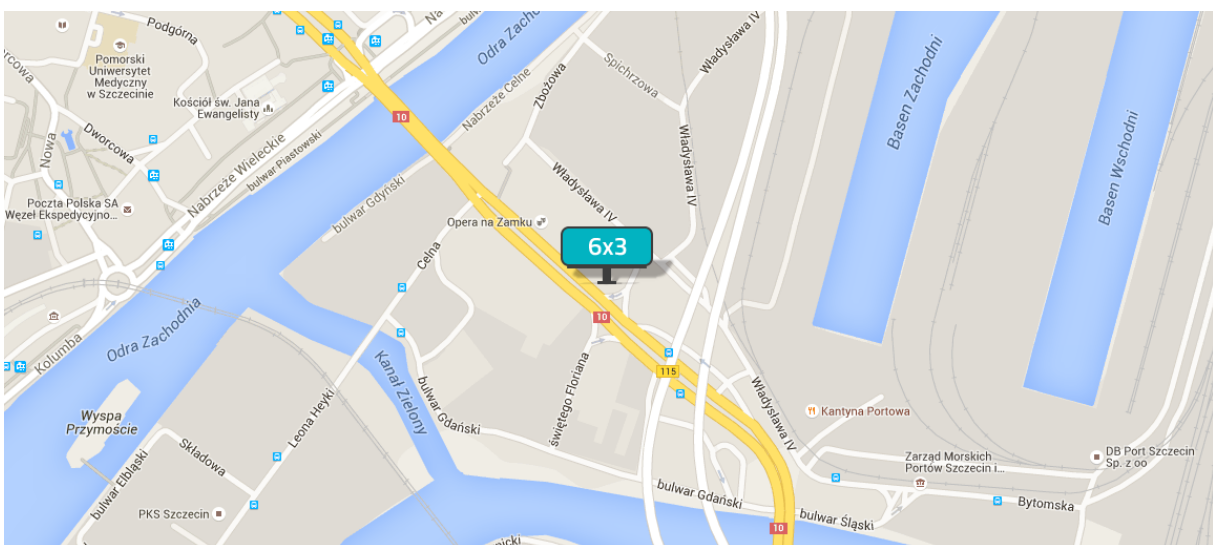 Podgórna
Odra Zacho
Pomorski
Uniwersytet
Medyczny
w Szczecinie
Władysława IV
Spichrzowa
Basen Zachodni
Basen Wschodni
Kościół św. Jana
Ewangelisty
Nabrzeże Celne
Zbożowa
10
Nowa
Dworcowa
Nabrzeże Wieleckie
bulwar Piastowski
Władysława IV
Władysława IV
bulwar Gdyński
Poczta Polska SA
Węzeł Ekspedycyjno...
Opera na Zamku
6x3
Celna
Odra Zachodnia
10
Kolumba
Kanał Zielony
świętego Floriana
115
Władysława IV
Wyspa
Przymoście
Leona Heyki
bulwar Gdański
Kantyna Portowa
Składowa
bulwar Elbląski
Zarząd Morskich
Portów Szczecin i...
DB Port Szczecin
Sp. z oo
PKS Szczecin
bulwar Gdański
bulwar Śląski
Bytomska
10
nicki